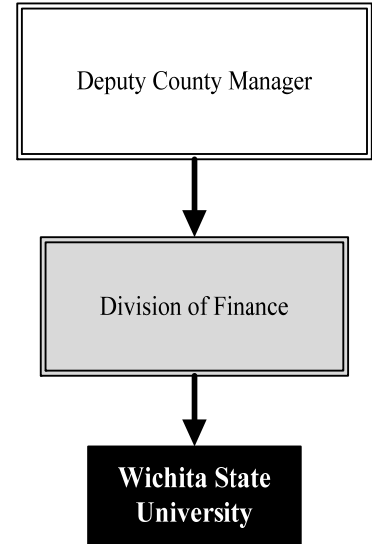 Deputy County Manager
Division of Finance
Wichita State
University